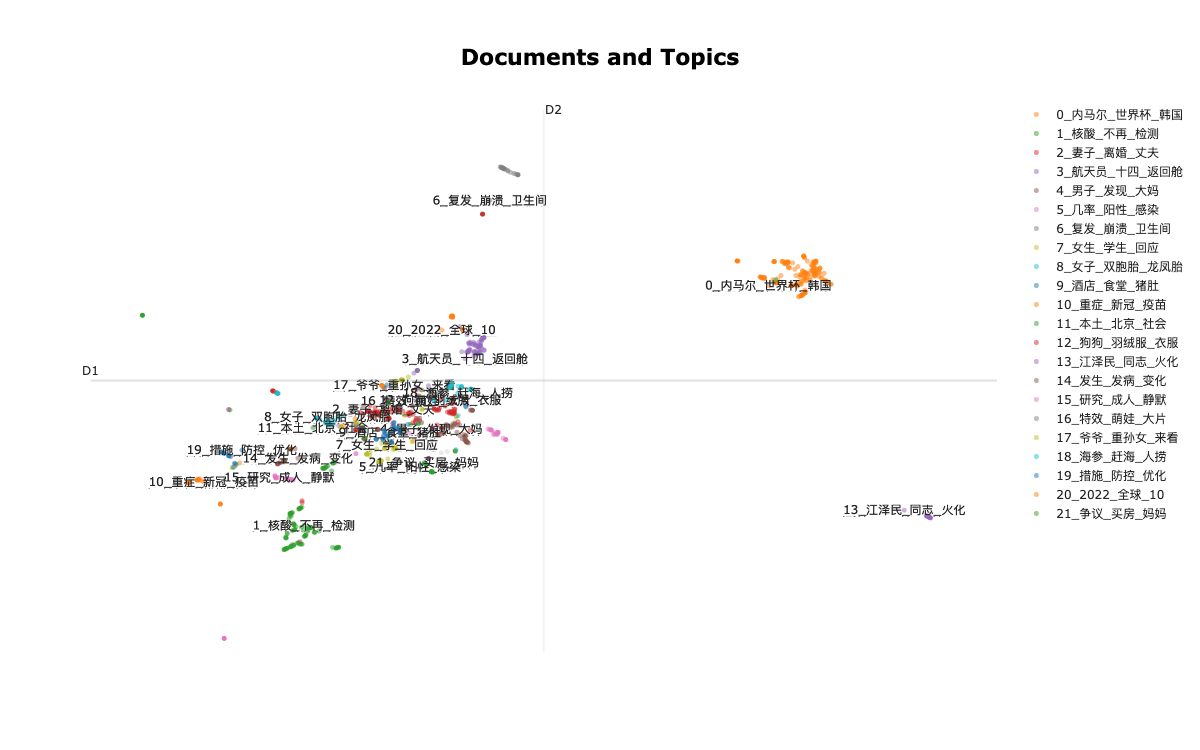 Documents and Topics
D2
D1
6_复发_崩溃_卫生间
0_内马尔_世界杯_韩国
20_2022_全球_10
3_航天员_十四_返回舱
17_爷爷_重孙女_来看
18_海参_赶海_人捞
8_女子_双胞胎_龙凤胎
7_女生_学生_回应
19_措施_防控_优化
14_发生_发病_变化
21_争议_买房_妈妈
5_几率_阳性_感染
15_研究_成人_静默
10_重症_新冠_疫苗
1_核酸_不再_检测
13_江泽民_同志_火化
0_内马尔_世界杯_韩国
1_核酸_不再_检测
2_妻子_离婚_丈夫
3_航天员_十四_返回舱
4_男子_发现_大妈
5_几率_阳性_感染
6_复发_崩溃_卫生间
7_女生_学生_回应
8_女子_双胞胎_龙凤胎
9_酒店_食堂_猪肚
10_重症_新冠_疫苗
11_本土_北京_社会
12_狗狗_羽绒服_衣服
13_江泽民_同志_火化
14_发生_发病_变化
15_研究_成人_静默
16_特效_萌娃_大片
17_爷爷_重孙女_来看
18_海参_赶海_人捞
19_措施_防控_优化
20_2022_全球_10
21_争议_买房_妈妈